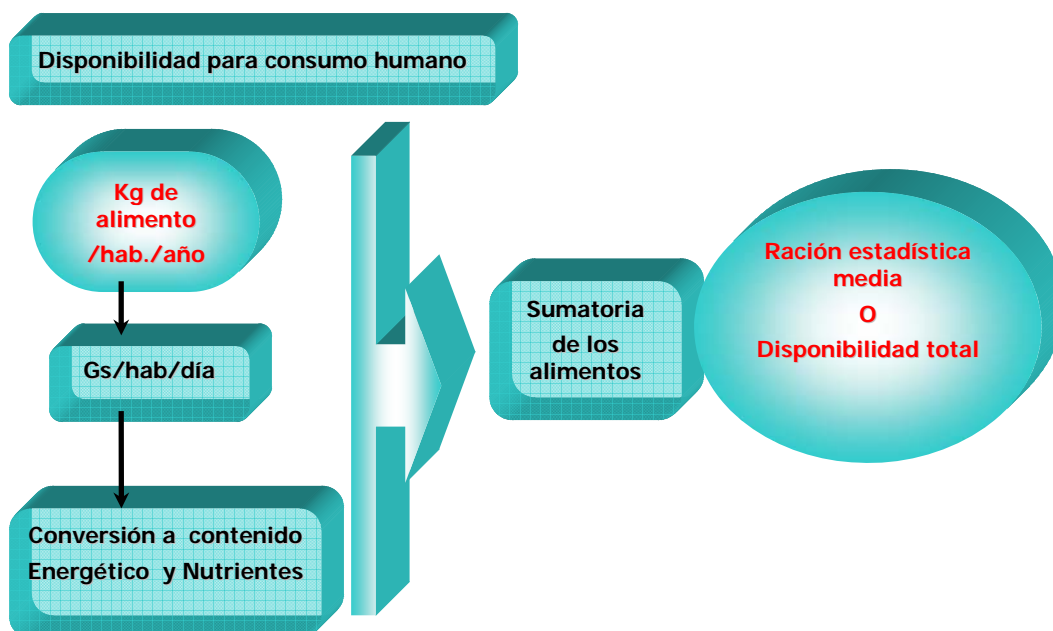 Disponibilidad para consumo humano
Kg de
alimento
/hab./año
Gs/hab/día
Conversión a contenido
Energético y Nutrientes
Sumatoria
de los
alimentos
Ración estadística
media
O
Disponibilidad total